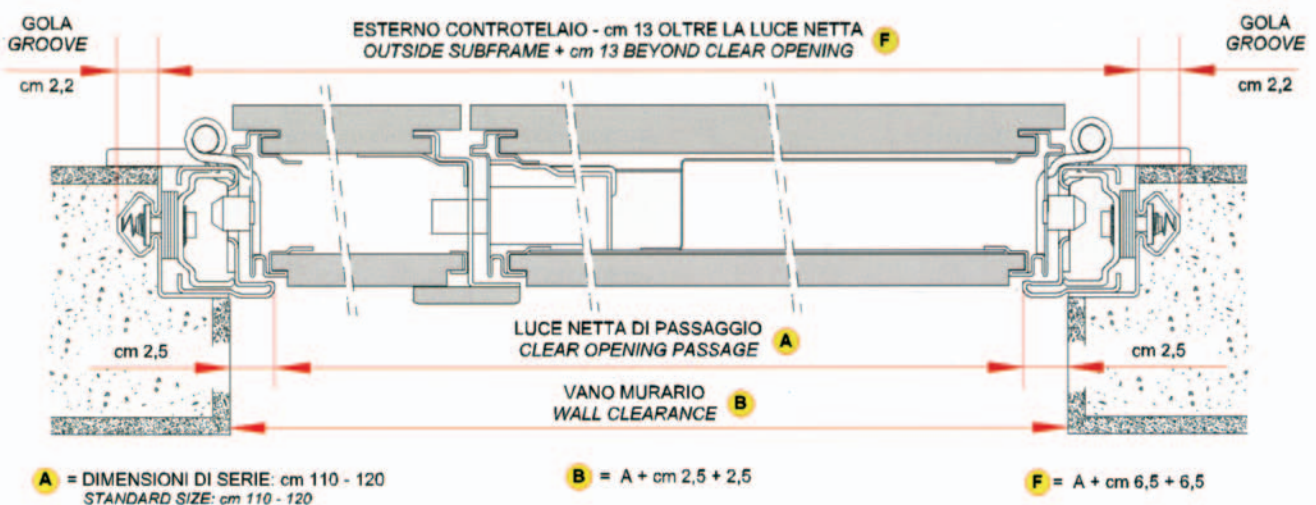 GOLA
GROOVE
cm 2,2
ESTERNO CONTROTELAIO - cm 13 OLTRE LA LUCE NETTA
OUTSIDE SUBFRAME + cm 13 BEYOND CLEAR OPENING
F
GOLA
GROOVE
cm 2,2
LUCE NETTA DI PASSAGGIO
CLEAR OPENING PASSAGE
A
cm 2,5
cm 2,5
VANO MURARIO
WALL CLEARANCE
B
A = DIMENSIONI DI SERIE: cm 110 - 120
STANDARD SIZE: cm 110 - 120
B = A + cm 2,5 + 2,5
F = A + cm 6,5 + 6,5